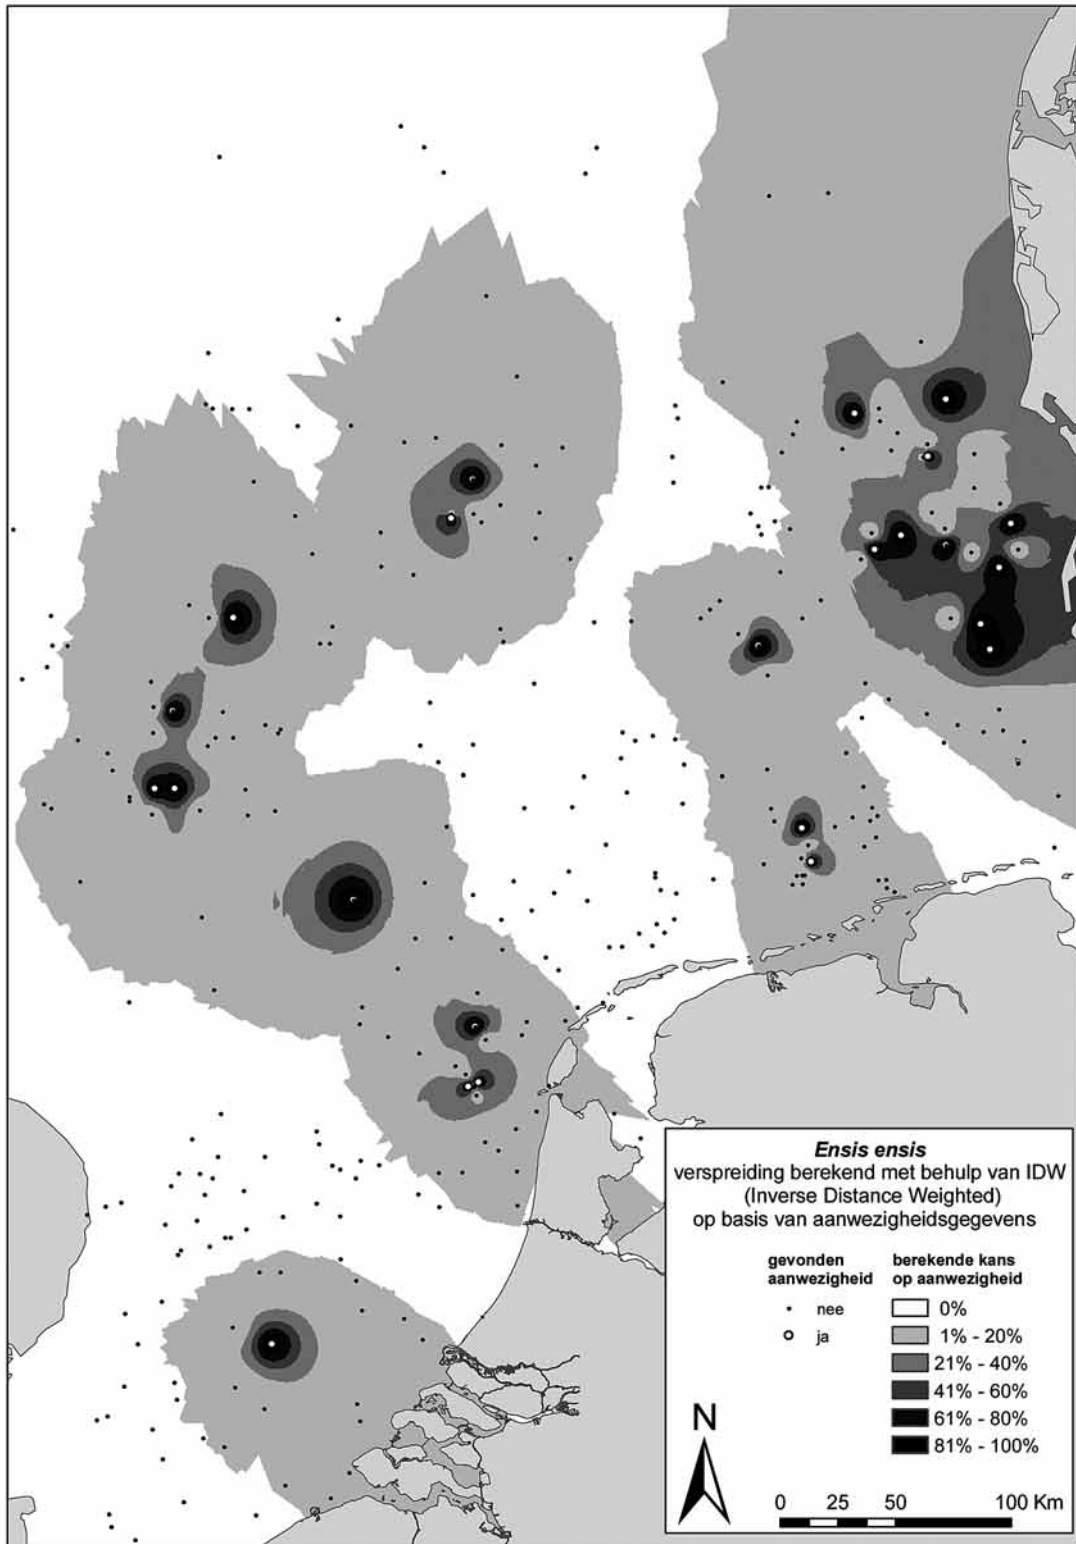 Ensis ensis
verspreiding berekend met behulp van IDW
(Inverse Distance Weighted)
op basis van aanwezigheidsgegevens
gevonden
aanwezigheid
nee
ja
berekende kans
op aanwezigheid
0%
1% - 20%
21% - 40%
41% - 60%
61% - 80%
81% - 100%
N
0 25 50 100 Km